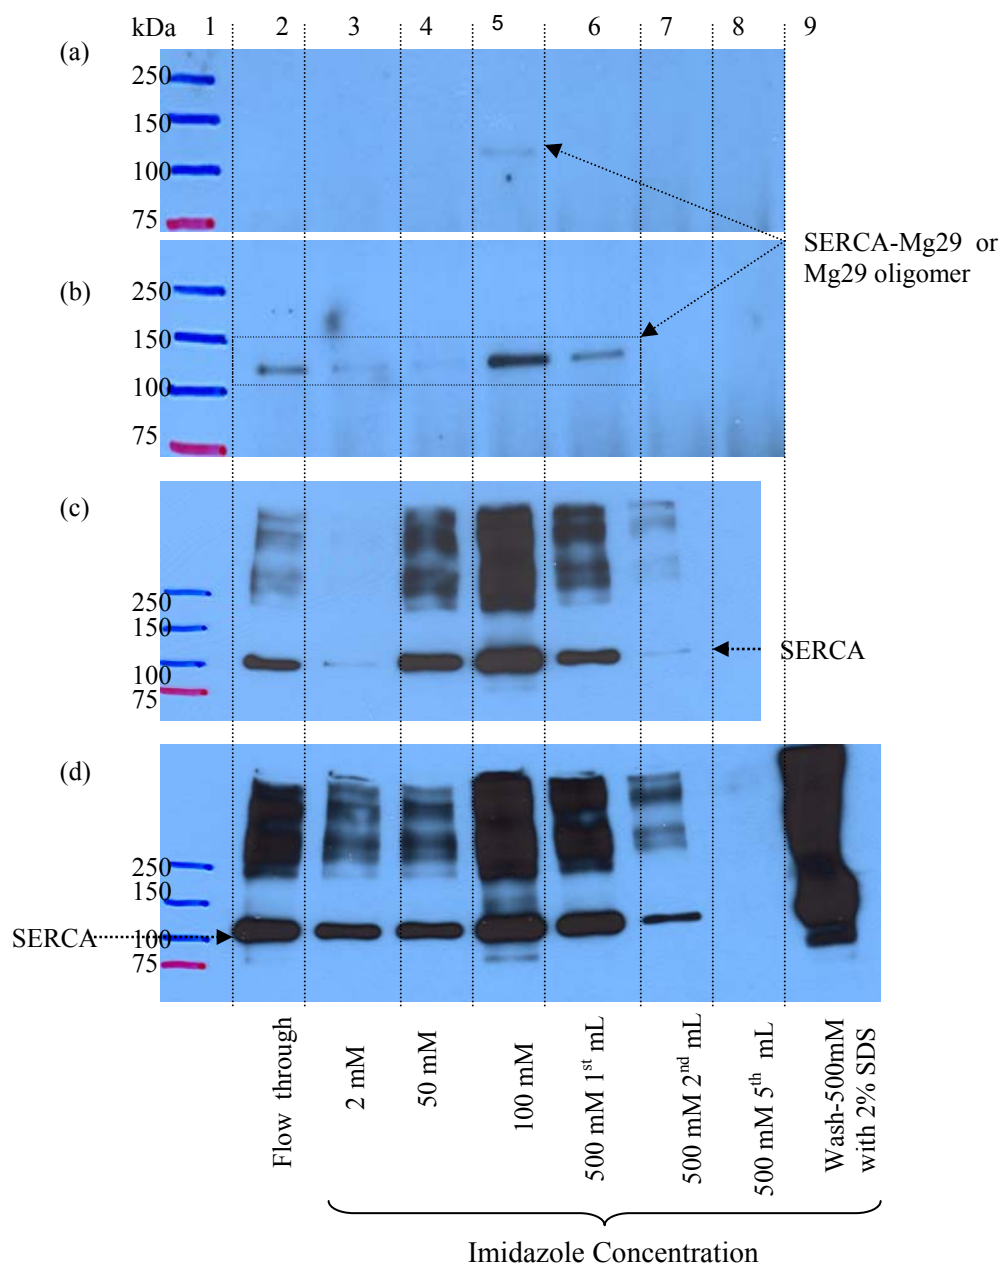 kDa 1 2 3 4 5 6 7 8 9
(a)
250
150
100
75
SERCA-Mg29 or
Mg29 oligomer
(b)
250
150
100
75
(c)
250
150
100
75
SERCA
(d)
250
150
SERCA
100
75
Flow through
2 mM
50 mM
100 mM
500 mM 1st mL
500 mM 2nd mL
500 mM 5th mL
Wash-500mM
with 2% SDS
Imidazole Concentration